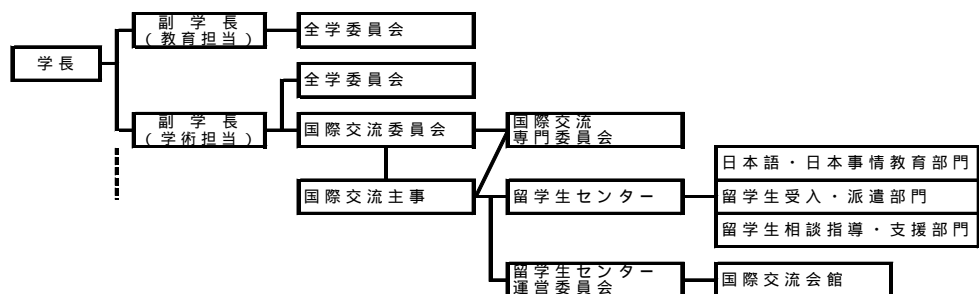 学長
副学長
(教育担当)
全学委員会
全学委員会
副学長
(学術担当)
国際交流委員会
国際交流
専門委員会
国際交流主事
留学生センター
日本語・日本事情教育部門
留学生受入・派遣部門
留学生相談指導・支援部門
留学生センター
運営委員会
国際交流会館